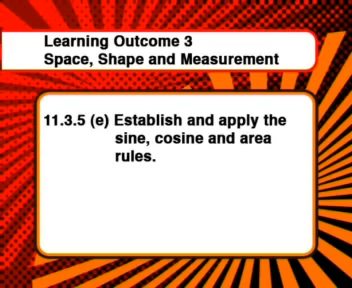 Learning Outcome 3
Space, Shape and Measurement
11.3.5 (e) Establish and apply the
sine, cosine and area
rules.